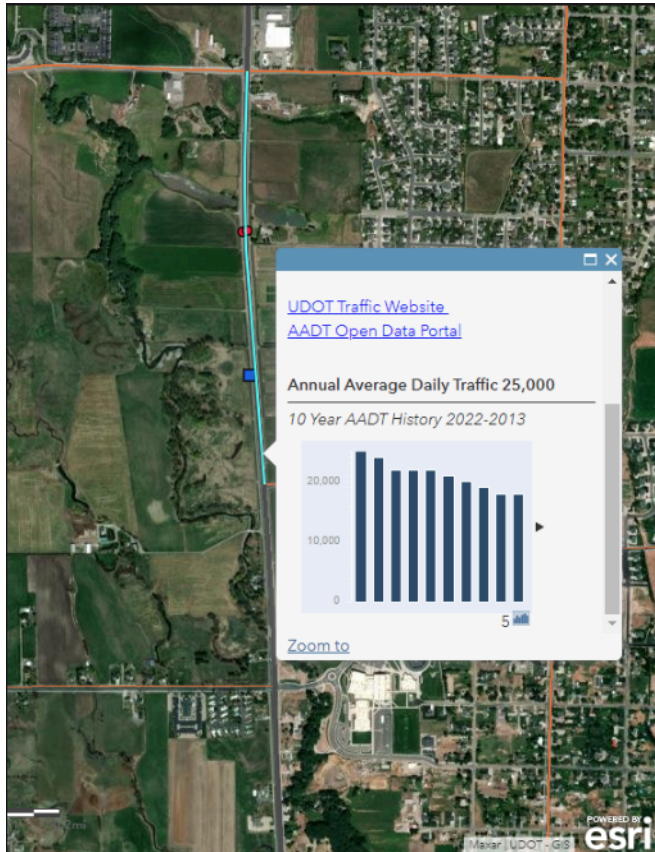 UDOT Traffic Website
AADT Open Data Portal
Annual Average Daily Traffic 25,000
10 Year AADT History 2022-2013
20,000
10,000
0
5
Zoom to
POWERED BY
esri
Maxar | UDOT - GIS